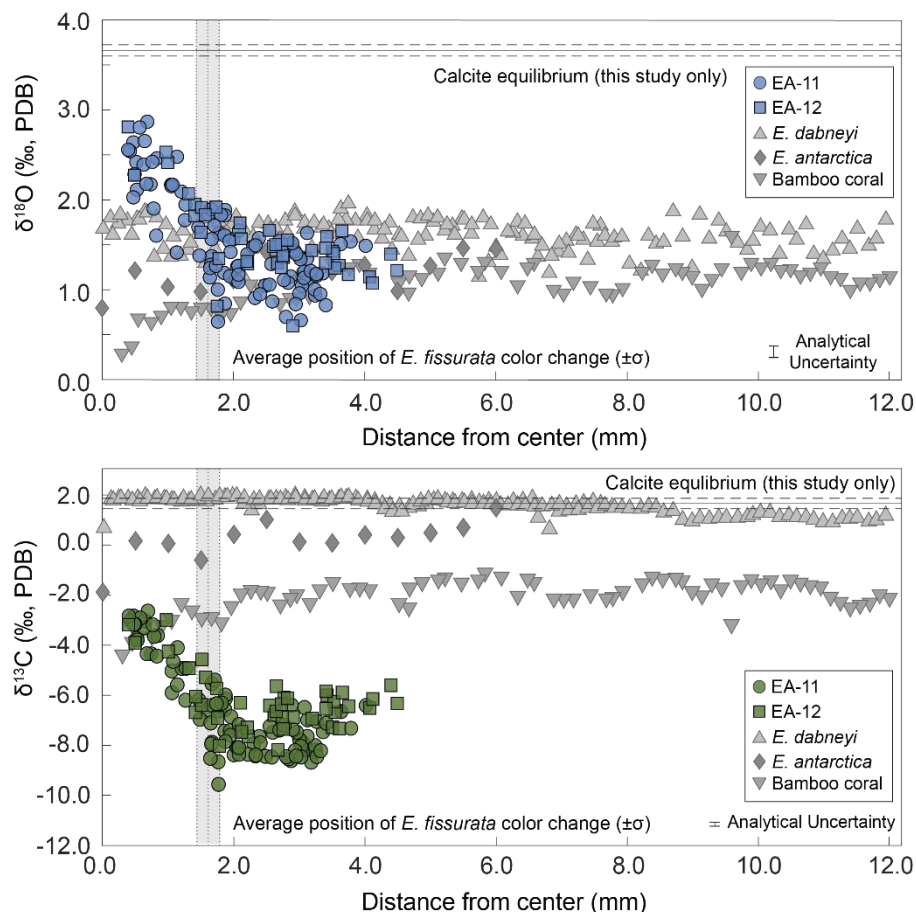 4.0
3.0
2.0
1.0
0.0
δ18O (‰, PDB)
Calcite equilibrium (this study only)
EA-11
EA-12
E. dabneyi
E. antarctica
Bamboo coral
Average position of E. fissurata color change (±σ)
Analytical
Uncertainty
0.0 2.0 4.0 6.0 8.0 10.0 12.0
Distance from center (mm)
2.0
0.0
-2.0
-4.0
-6.0
-8.0
-10.0
-12.0
δ13C (‰, PDB)
Calcite equlibrium (this study only)
EA-11
EA-12
E. dabneyi
E. antarctica
Bamboo coral
Average position of E. fissurata color change (±σ)
Analytical Uncertainty
0.0 2.0 4.0 6.0 8.0 10.0 12.0
Distance from center (mm)